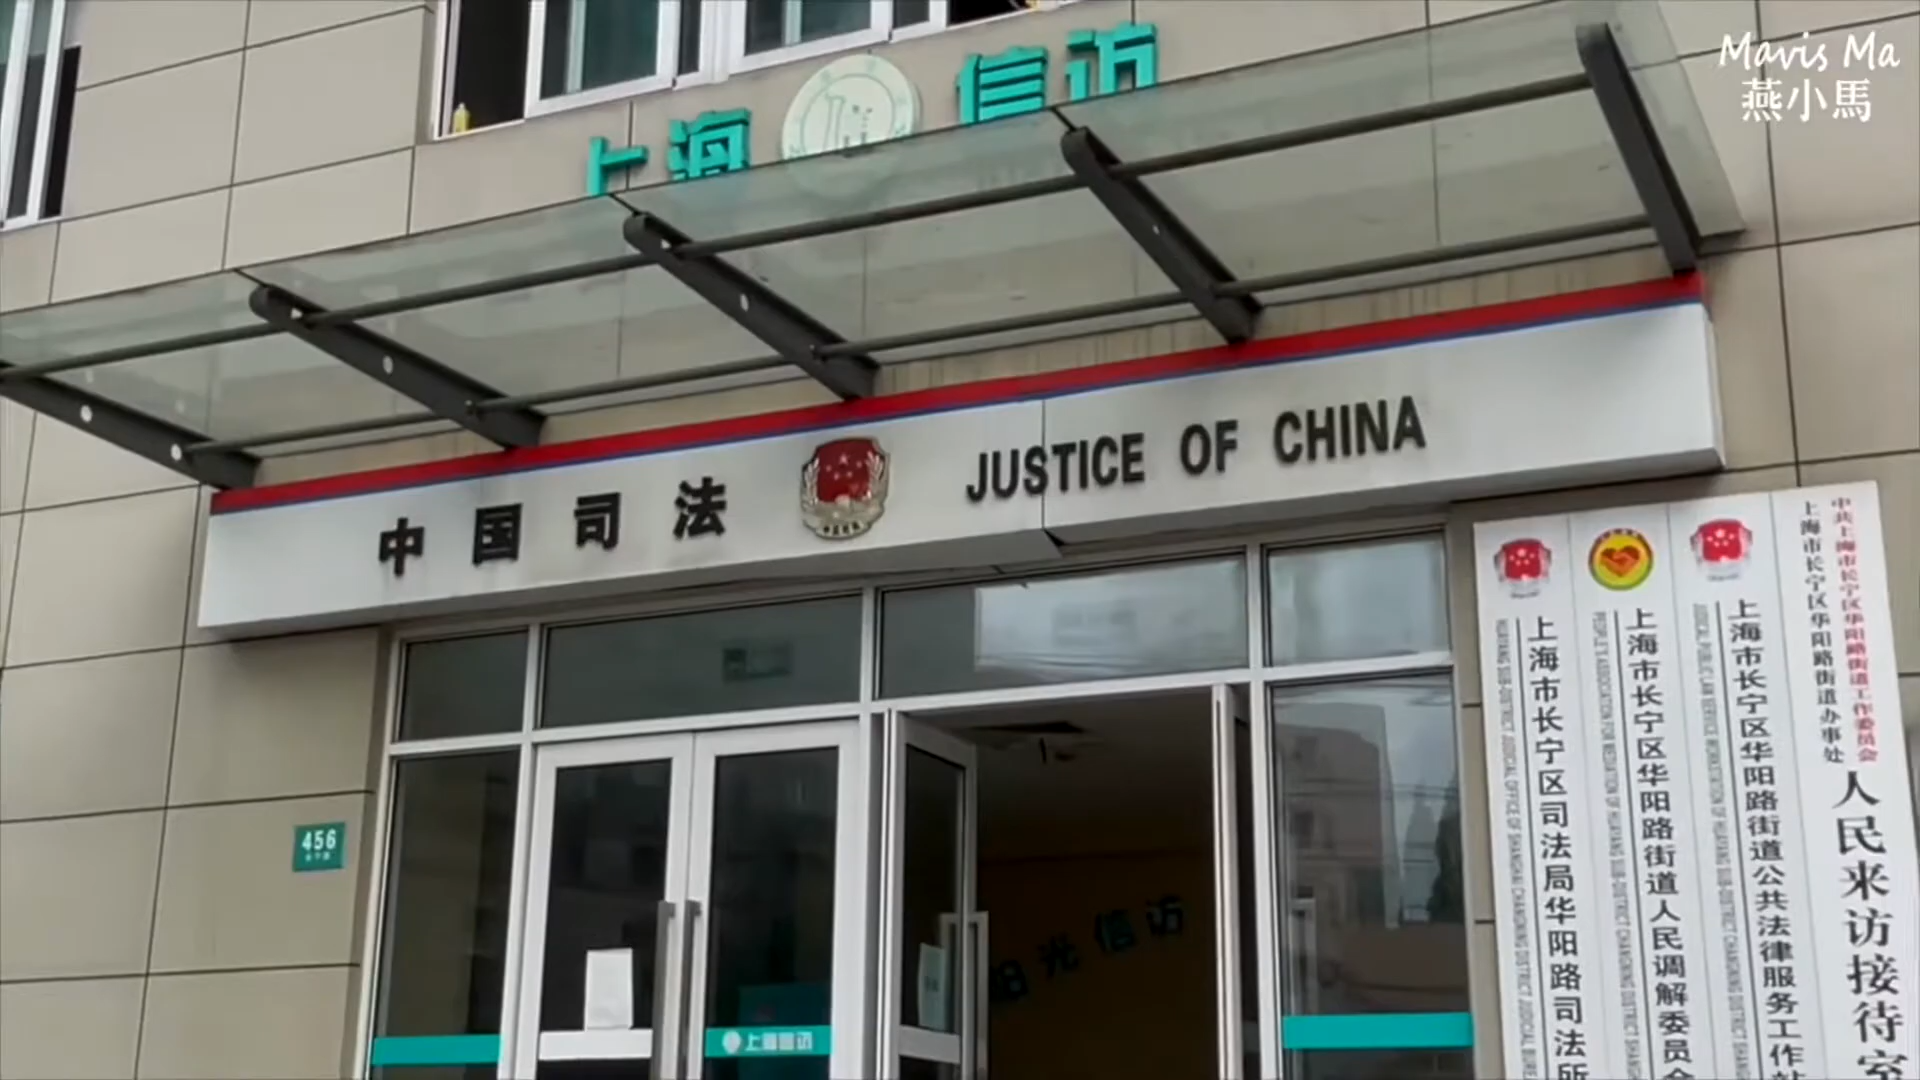 Mavis Ma
燕小馬
上海 信访
中国司法 JUSTICE OF CHINA
456
阳光信访
上海信访
上海市长宁区司法局华阳路司法所
上海市长宁区华阳路街道人民调解委员会
上海市长宁区华阳路街道公共法律服务工作站
中共上海市长宁区华阳路街道工作委员会
上海市长宁区华阳路街道办事处
人民来访接待室